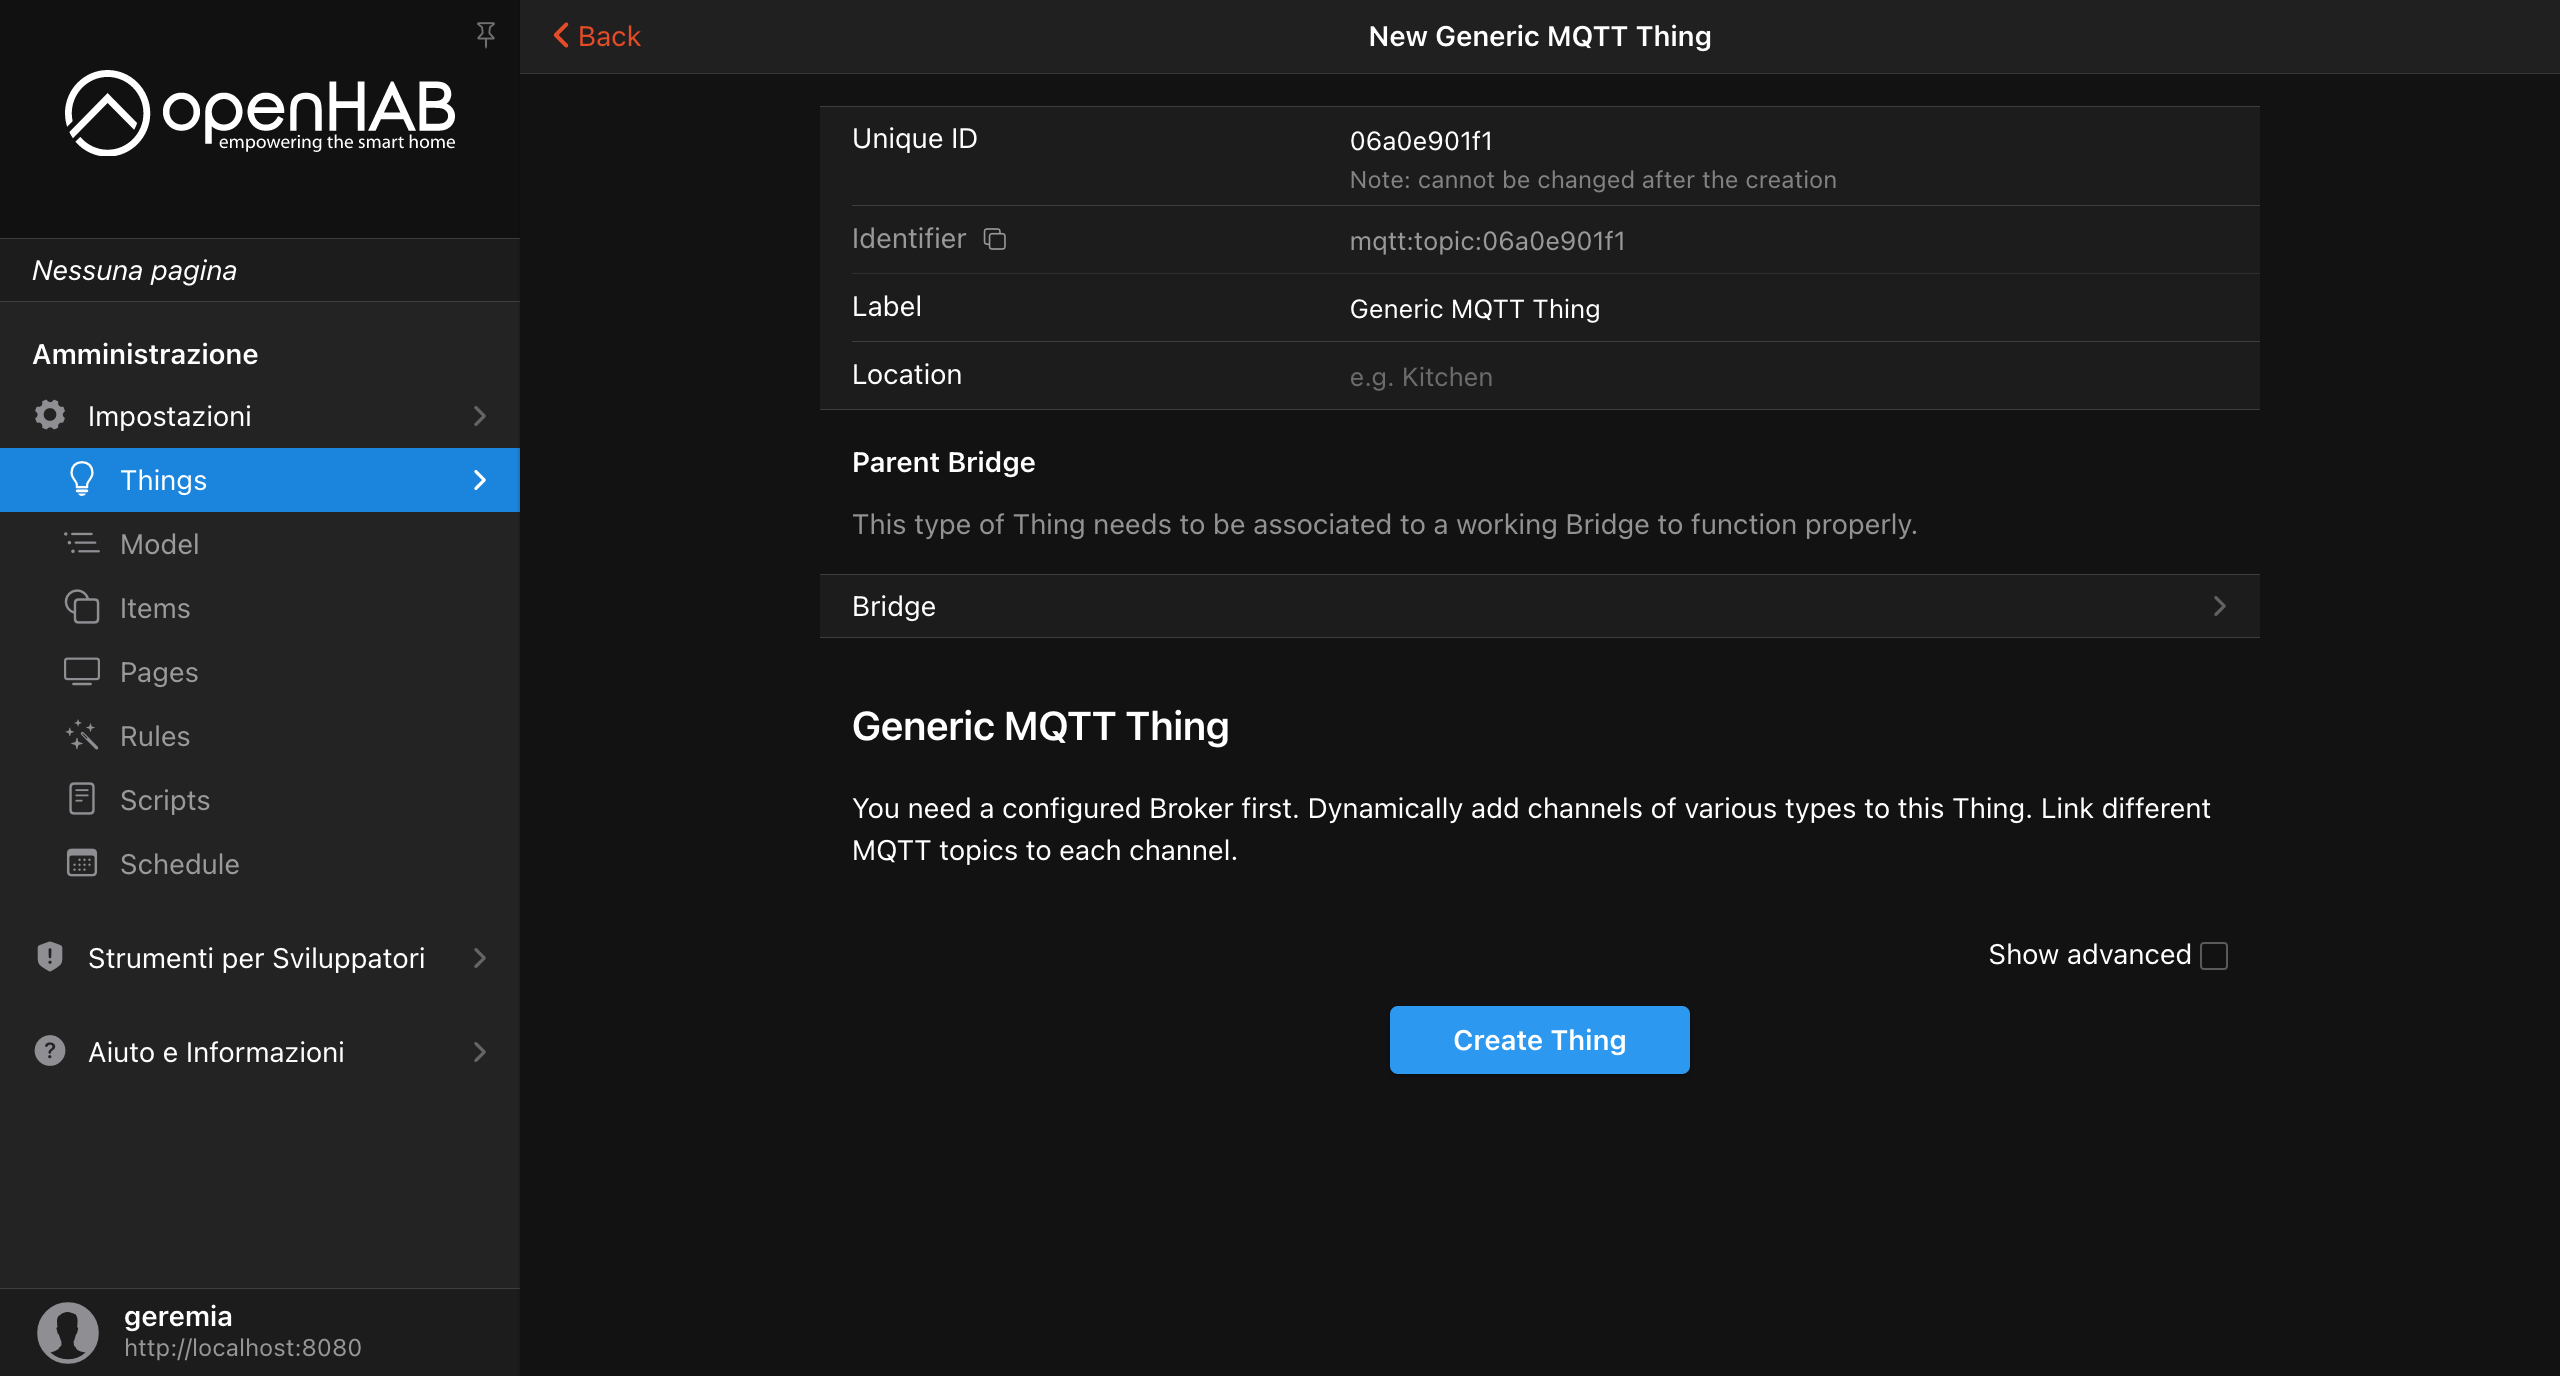 openHAB
empowering the smart home
Nessuna pagina
Amministrazione
Impostazioni
Things
Model
Items
Pages
Rules
Scripts
Schedule
Strumenti per Sviluppatori
Aiuto e Informazioni
geremia
http://localhost:8080
Back
New Generic MQTT Thing
Unique ID
06a0e901f1
Note: cannot be changed after the creation
Identifier
mqtt:topic:06a0e901f1
Label
Generic MQTT Thing
Location
e.g. Kitchen
Parent Bridge
This type of Thing needs to be associated to a working Bridge to function properly.
Bridge
Generic MQTT Thing
You need a configured Broker first. Dynamically add channels of various types to this Thing. Link different
MQTT topics to each channel.
Show advanced
Create Thing